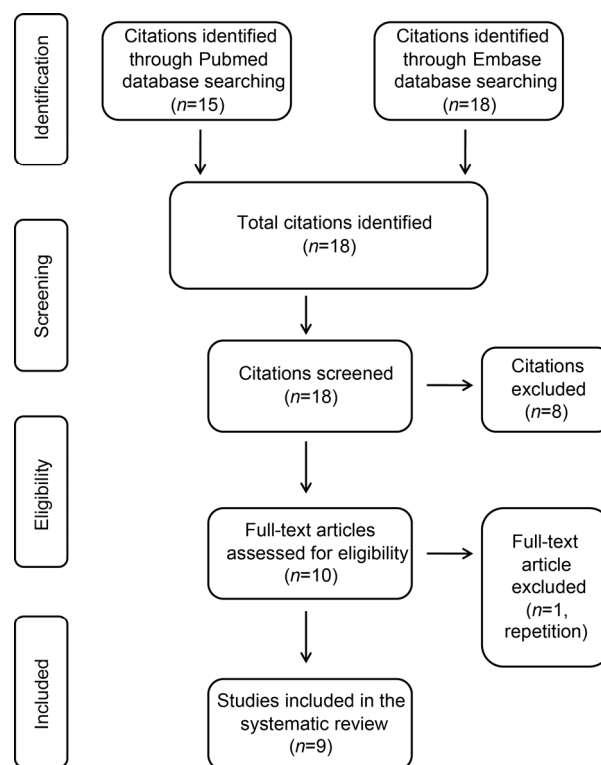 Identification
Citations identified
through Pubmed
database searching
(n=15)
Citations identified
through Embase
database searching
(n=18)
Total citations identified
(n=18)
Screening
Citations screened
(n=18)
Citations
excluded
(n=8)
Eligibility
Full-text articles
assessed for eligibility
(n=10)
Full-text
article
excluded
(n=1,
repetition)
Included
Studies included in the
systematic review
(n=9)